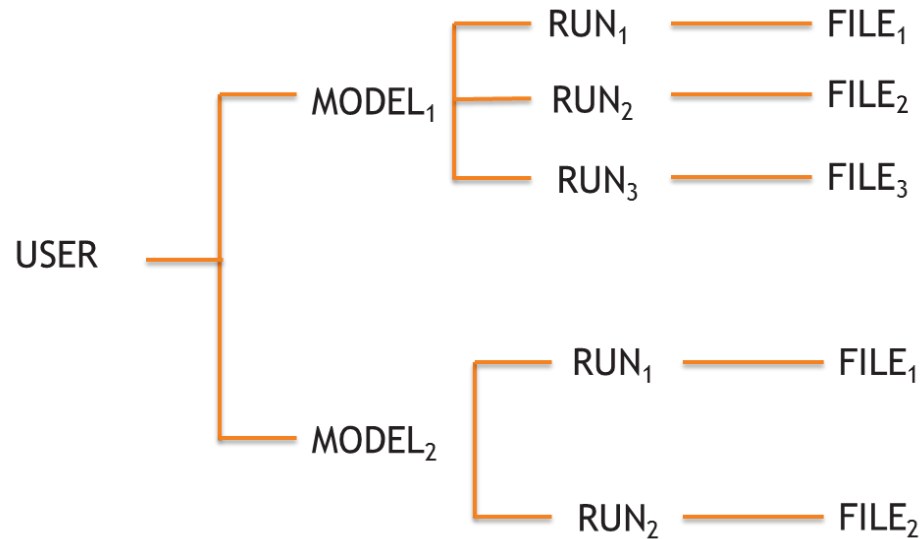 RUN₁ FILE₁
MODEL₁ RUN₂ FILE₂
RUN₃ FILE₃
USER
RUN₁ FILE₁
MODEL₂
RUN₂ FILE₂